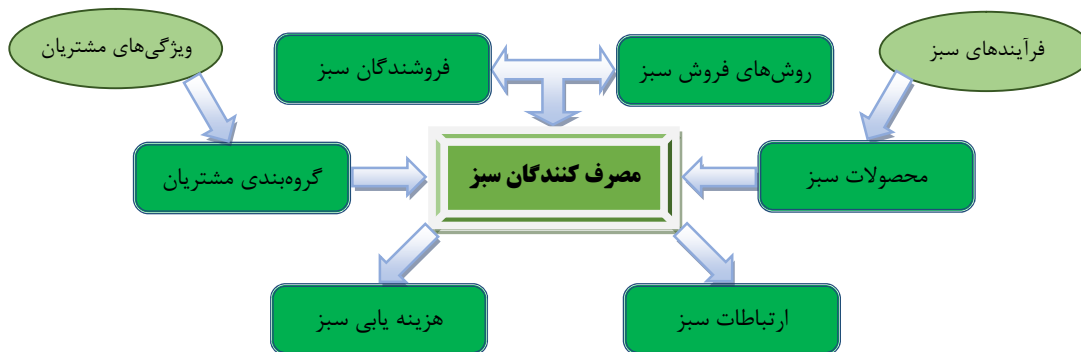 فرآیندهای سبز
روش‌های فروش سبز
فروشندگان سبز
ویژگی‌های مشتریان
محصولات سبز
مصرف کنندگان سبز
گروه‌بندی مشتریان
ارتباطات سبز
هزینه یابی سبز